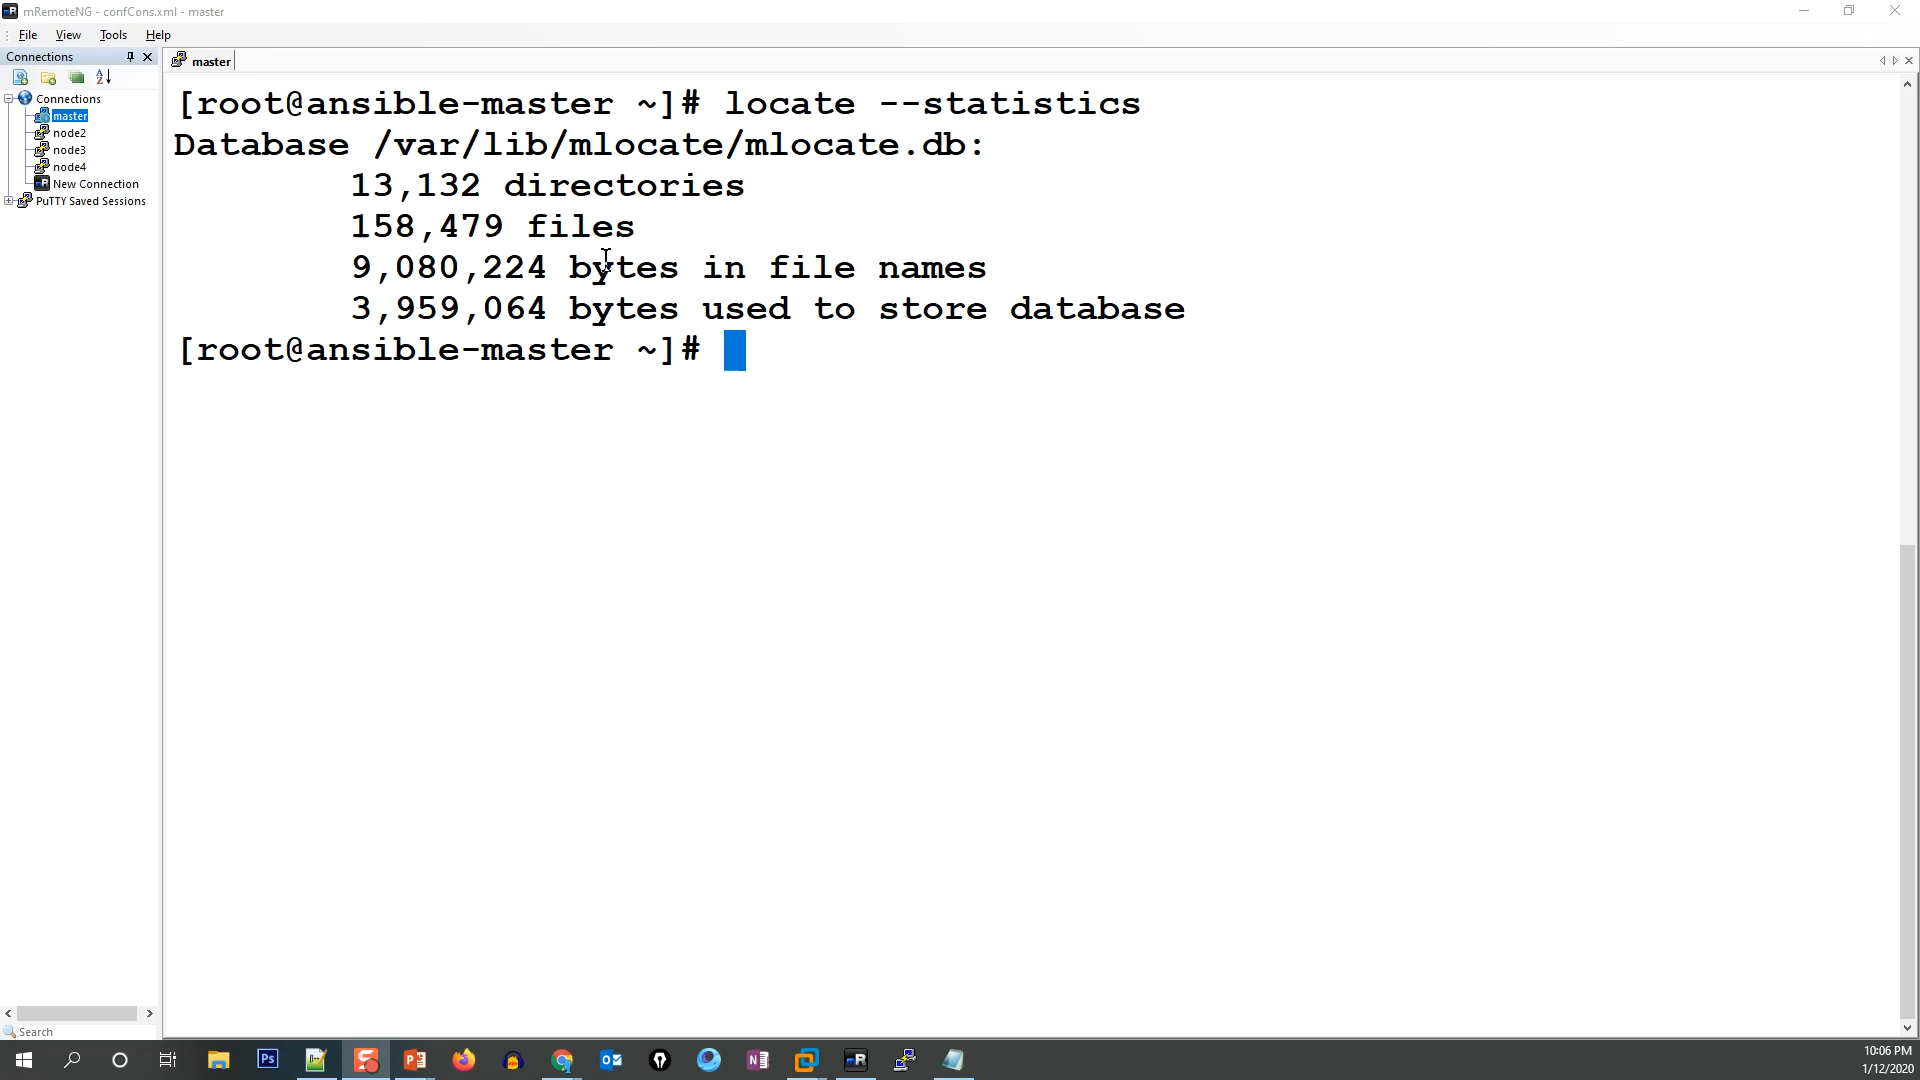 mRemoteNG - confCons.xml - master
File View Tools Help
Connections
master
Connections
master
node2
node3
node4
New Connection
PuTTY Saved Sessions
[root@ansible-master ~]# locate --statistics
Database /var/lib/mlocate/mlocate.db:
13,132 directories
158,479 files
9,080,224 bytes in file names
3,959,064 bytes used to store database
[root@ansible-master ~]#
Search
10:06 PM
1/12/2020